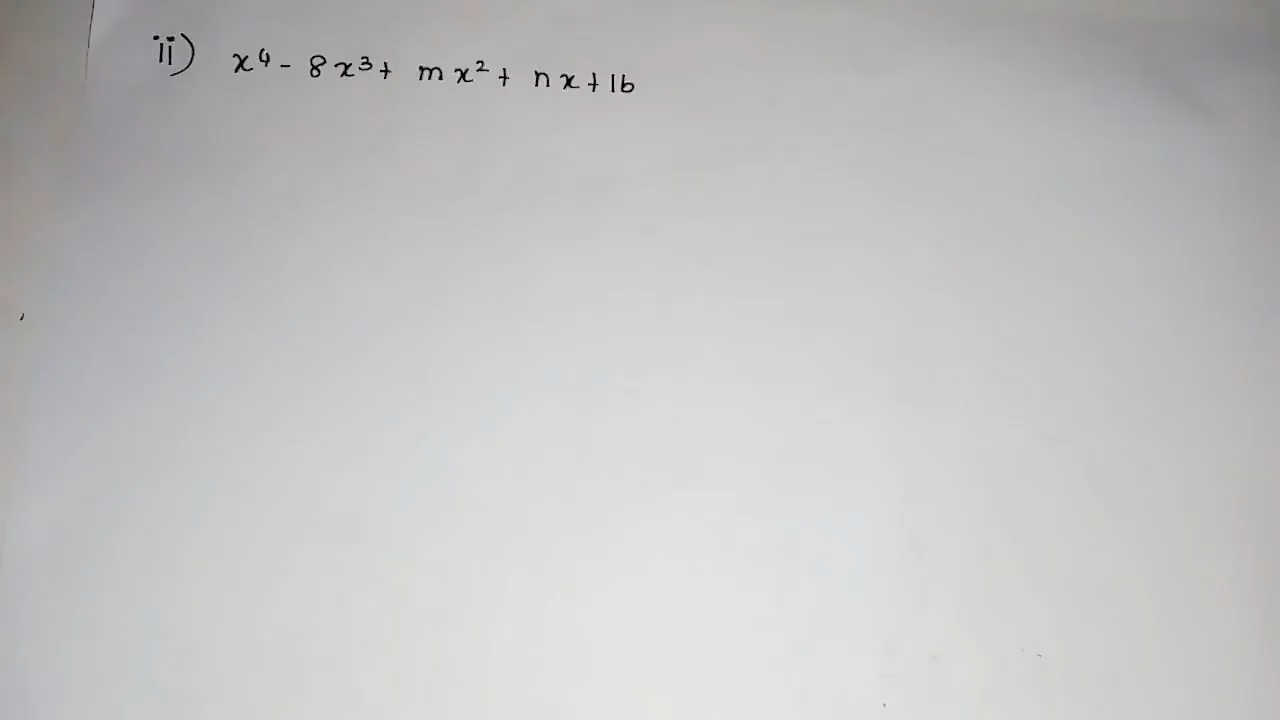 ii) x⁴ - 8x³ + mx² + nx + 16